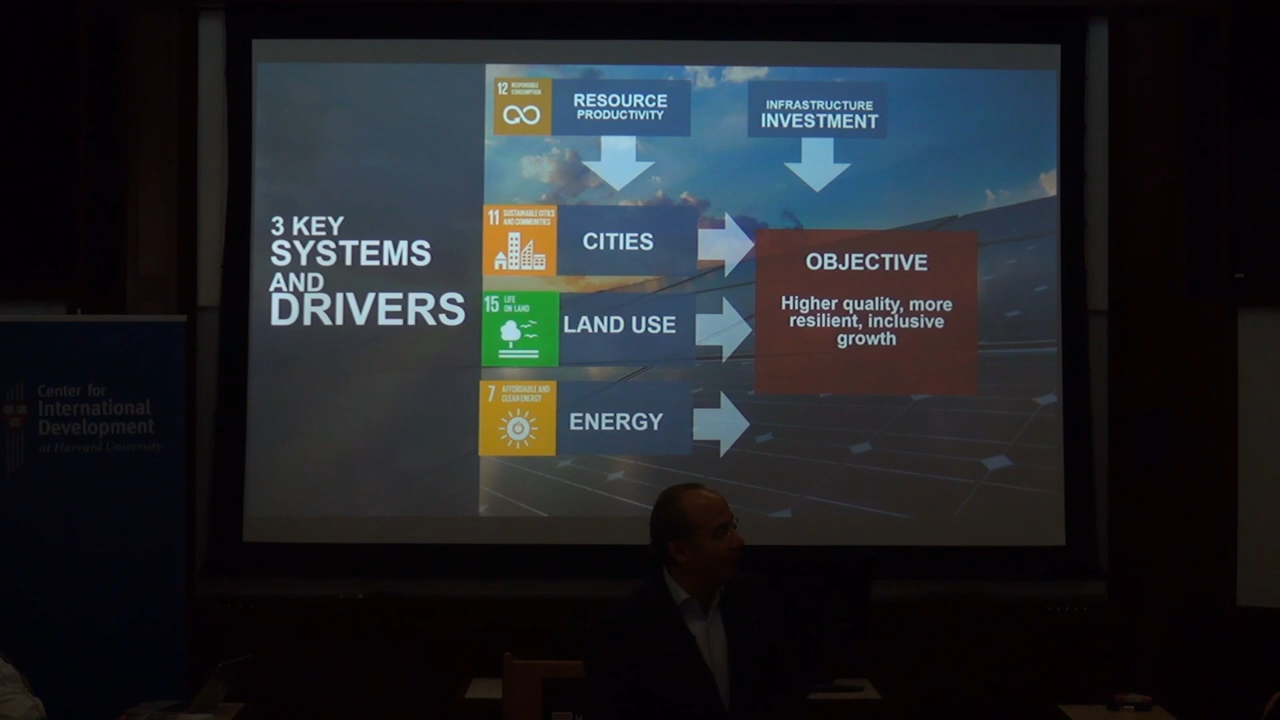 3 KEY
SYSTEMS
AND
DRIVERS
12 RESPONSIBLE
CONSUMPTION
RESOURCE
PRODUCTIVITY
INFRASTRUCTURE
INVESTMENT
11 SUSTAINABLE CITIES
AND COMMUNITIES
CITIES
15 LIFE
ON LAND
LAND USE
7 AFFORDABLE AND
CLEAN ENERGY
ENERGY
OBJECTIVE
Higher quality, more
resilient, inclusive
growth
Center for
International
Development
at Harvard University